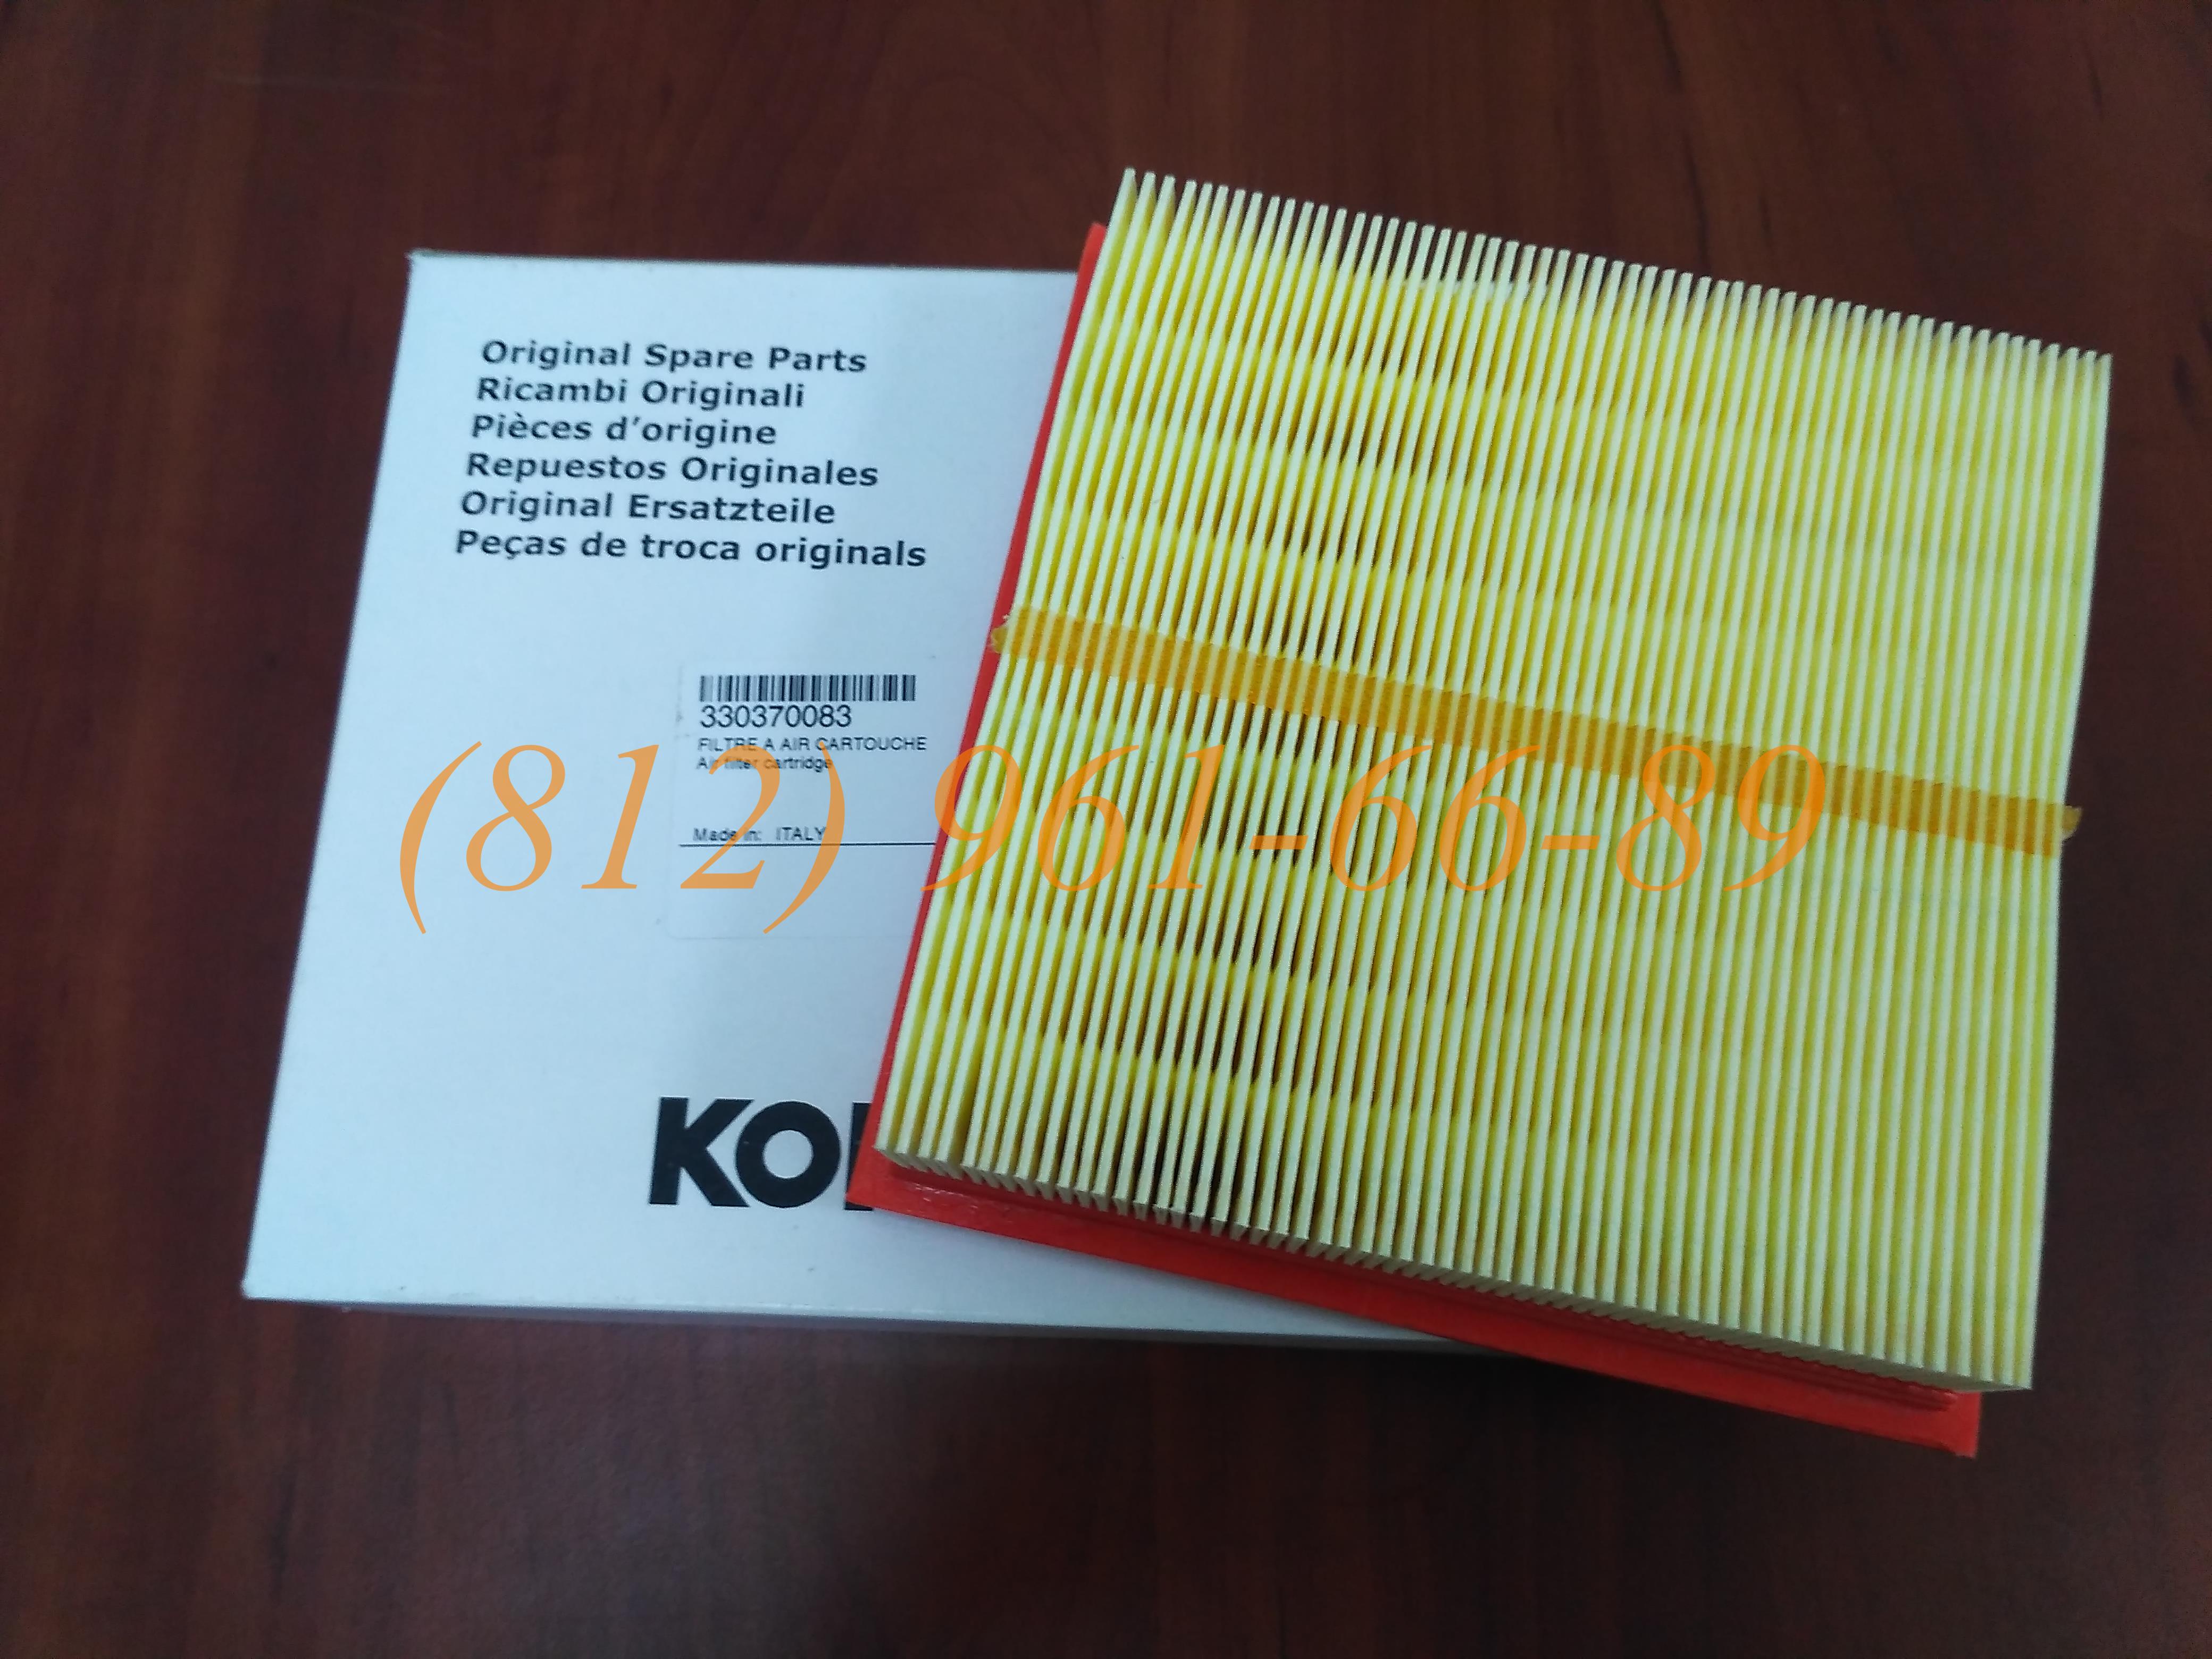 Original Spare Parts
Ricambi Originali
Pièces d'origine
Repuestos Originales
Original Ersatzteile
Peças de troca originals
330370083
FILTRE A AIR CARTOUCHE
Air filter cartridge
(812) 961-66-89
Made in: ITALY
KO